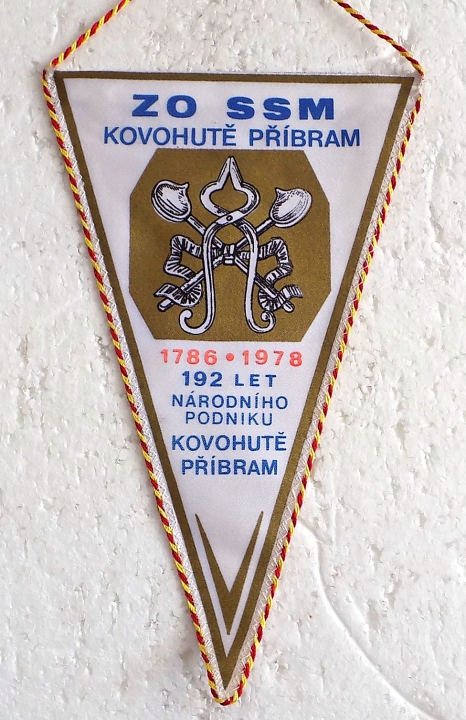 ZO SSM
KOVOHUTĚ PŘÍBRAM
1786 • 1978
192 LET
NÁRODNÍHO
PODNIKU
KOVOHUTĚ
PŘÍBRAM